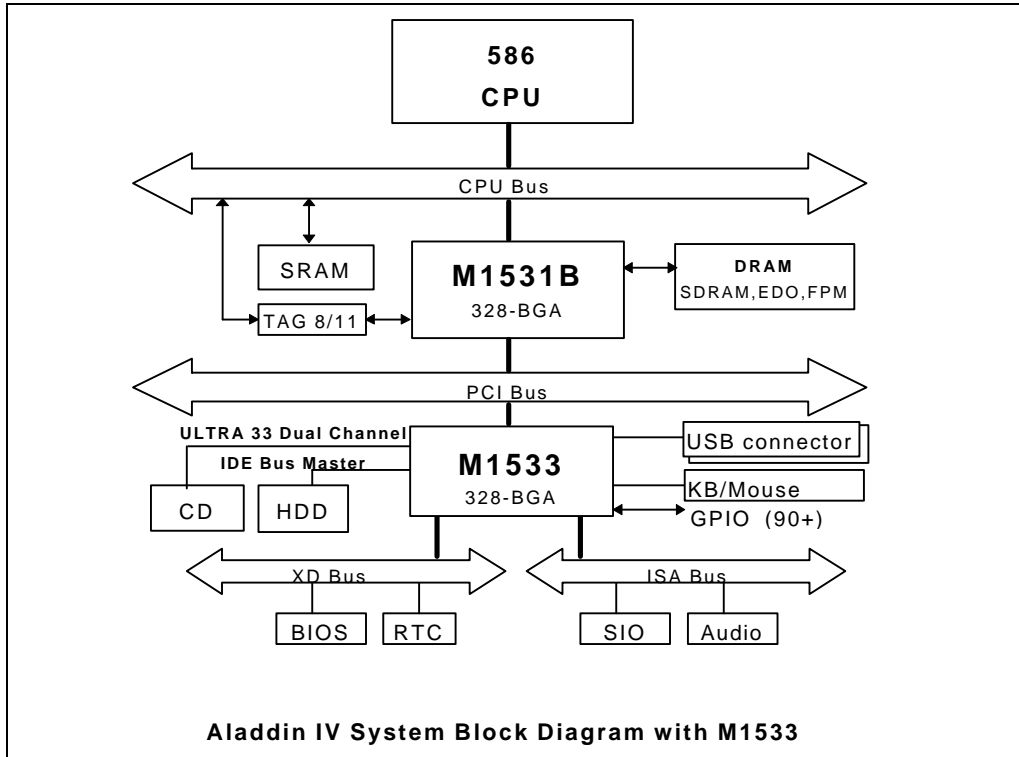 586
CPU
CPU Bus
SRAM
M1531B
328-BGA
DRAM
SDRAM,EDO,FPM
TAG 8/11
PCI Bus
ULTRA 33 Dual Channel
IDE Bus Master
M1533
328-BGA
USB connector
KB/Mouse
GPIO (90+)
CD
HDD
XD Bus
ISA Bus
BIOS
RTC
SIO
Audio
Aladdin IV System Block Diagram with M1533